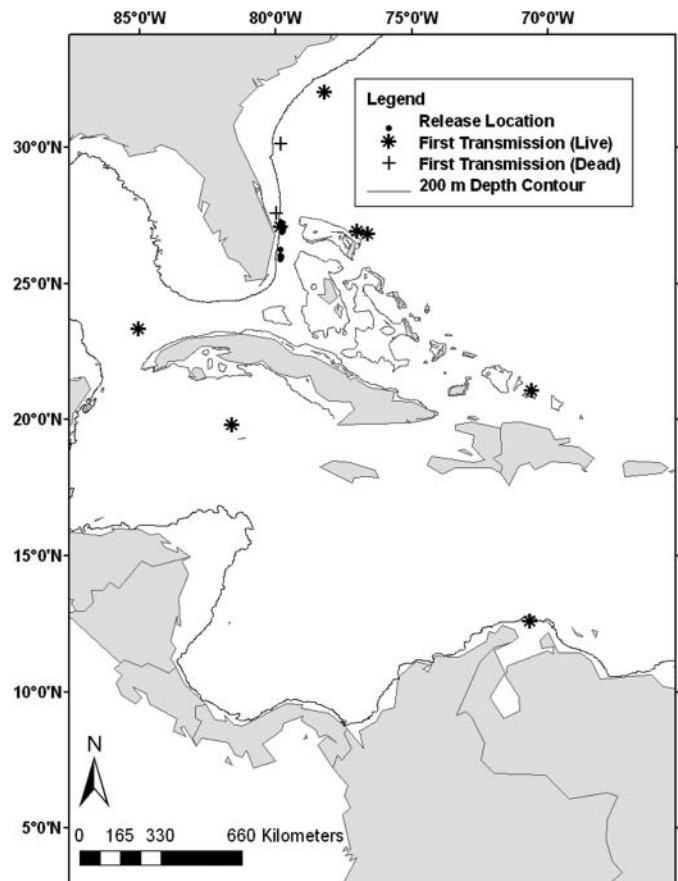 85°0'W 80°0'W 75°0'W 70°0'W
Legend
Release Location
First Transmission (Live)
First Transmission (Dead)
200 m Depth Contour
30°0'N
25°0'N
20°0'N
15°0'N
10°0'N
5°0'N
N
0 165 330 660 Kilometers